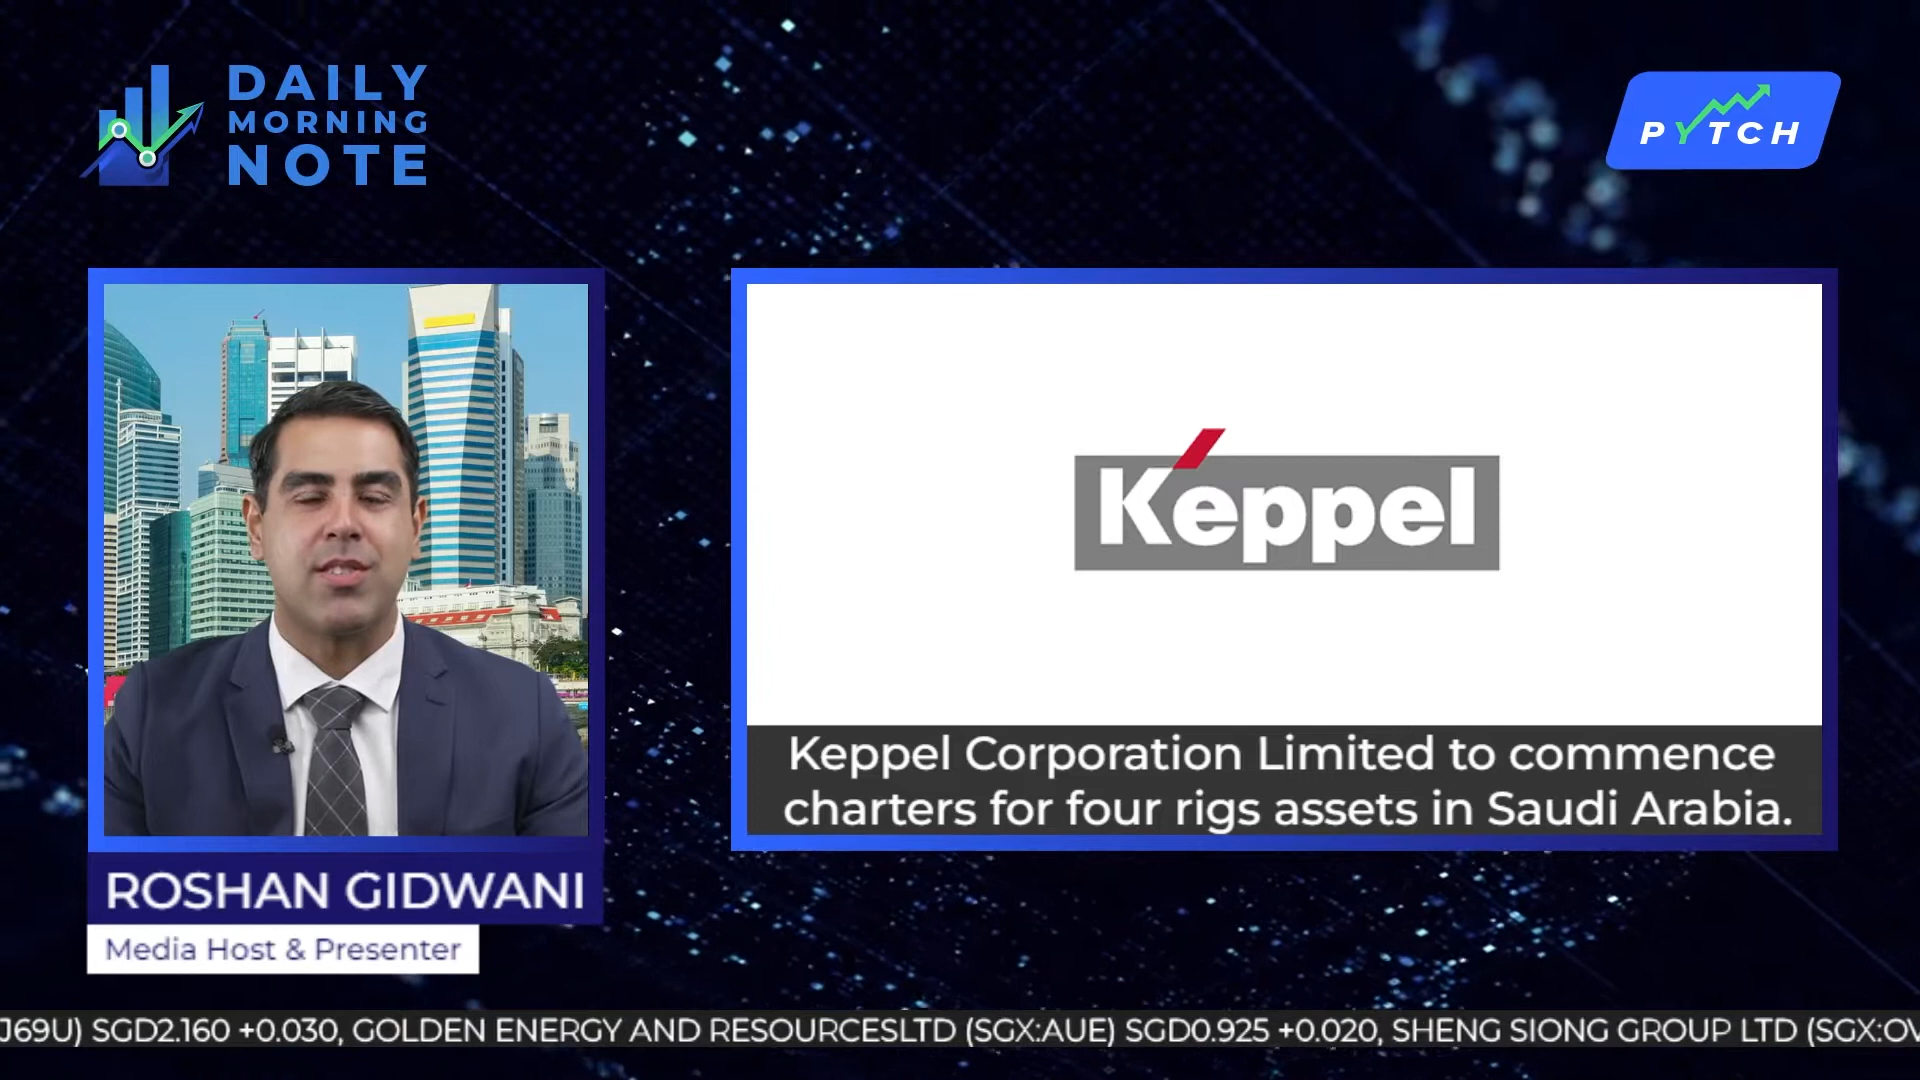 DAILY
MORNING
NOTE
PYTCH
Keppel
Keppel Corporation Limited to commence
charters for four rigs assets in Saudi Arabia.
ROSHAN GIDWANI
Media Host & Presenter
J69U) SGD2.160 +0.030, GOLDEN ENERGY AND RESOURCESLTD (SGX:AUE) SGD0.925 +0.020, SHENG SIONG GROUP LTD (SGX:OV